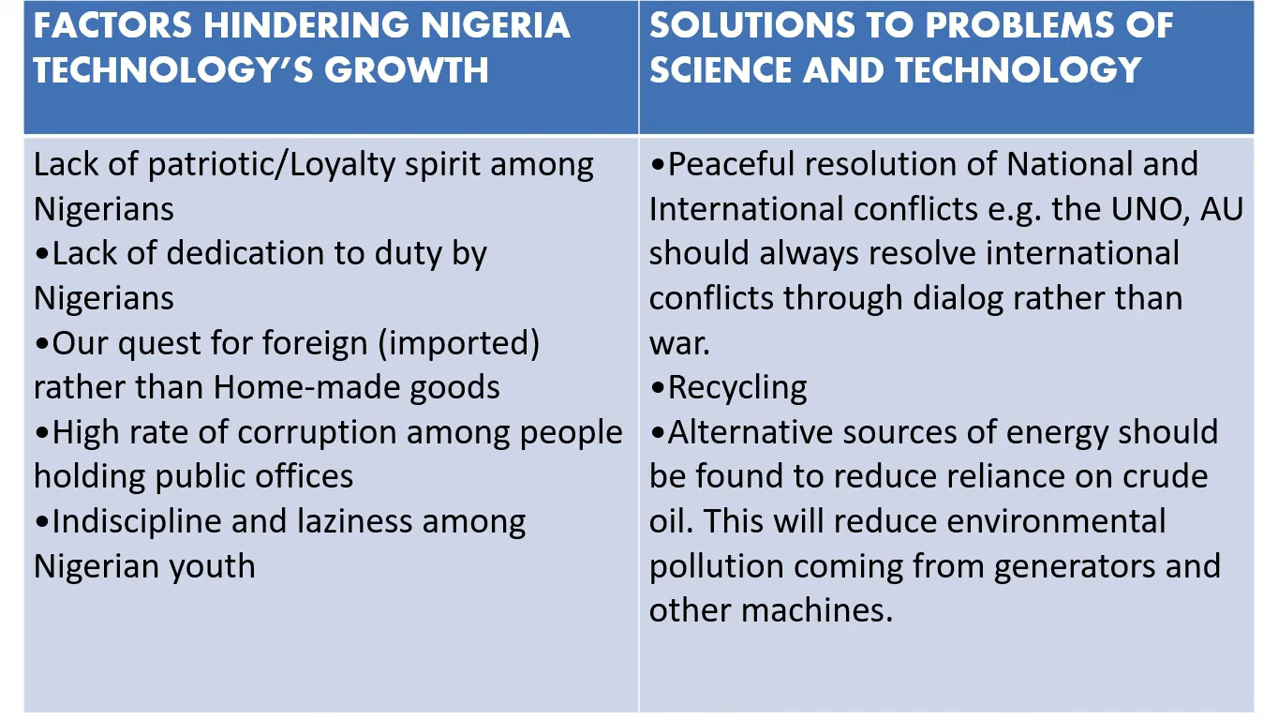 FACTORS HINDERING NIGERIA
TECHNOLOGY’S GROWTH
Lack of patriotic/Loyalty spirit among
Nigerians
•Lack of dedication to duty by
Nigerians
•Our quest for foreign (imported)
rather than Home-made goods
•High rate of corruption among people
holding public offices
•Indiscipline and laziness among
Nigerian youth
SOLUTIONS TO PROBLEMS OF
SCIENCE AND TECHNOLOGY
•Peaceful resolution of National and
International conflicts e.g. the UNO, AU
should always resolve international
conflicts through dialog rather than
war.
•Recycling
•Alternative sources of energy should
be found to reduce reliance on crude
oil. This will reduce environmental
pollution coming from generators and
other machines.